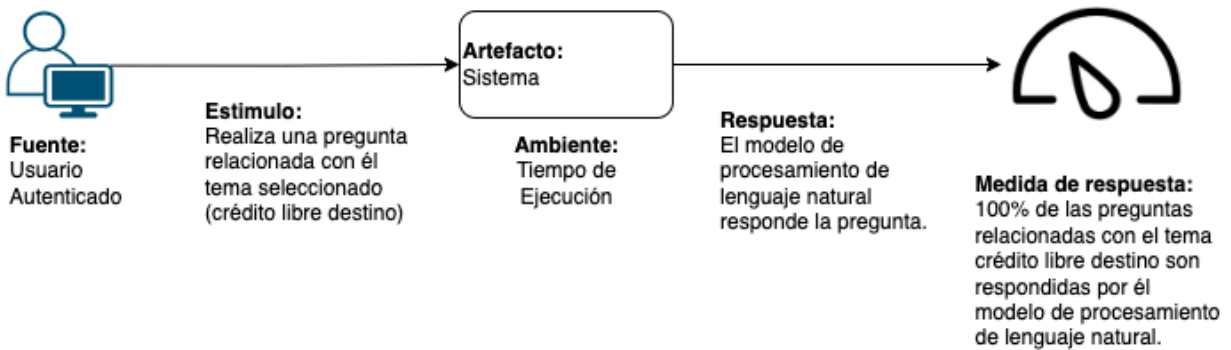 Fuente:
Usuario
Autenticado
Estimulo:
Realiza una pregunta
relacionada con él
tema seleccionado
(crédito libre destino)
Artefacto:
Sistema
Ambiente:
Tiempo de
Ejecución
Respuesta:
El modelo de
procesamiento de
lenguaje natural
responde la pregunta.
Medida de respuesta:
100% de las preguntas
relacionadas con el tema
crédito libre destino son
respondidas por él
modelo de procesamiento
de lenguaje natural.